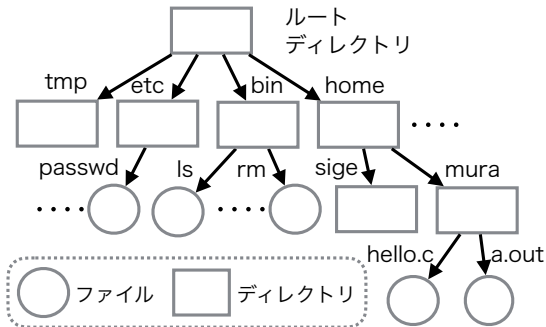 ルート
ディレクトリ
tmp
etc
bin
home
passwd
ls
rm
sige
mura
hello.c
a.out
ファイル
ディレクトリ